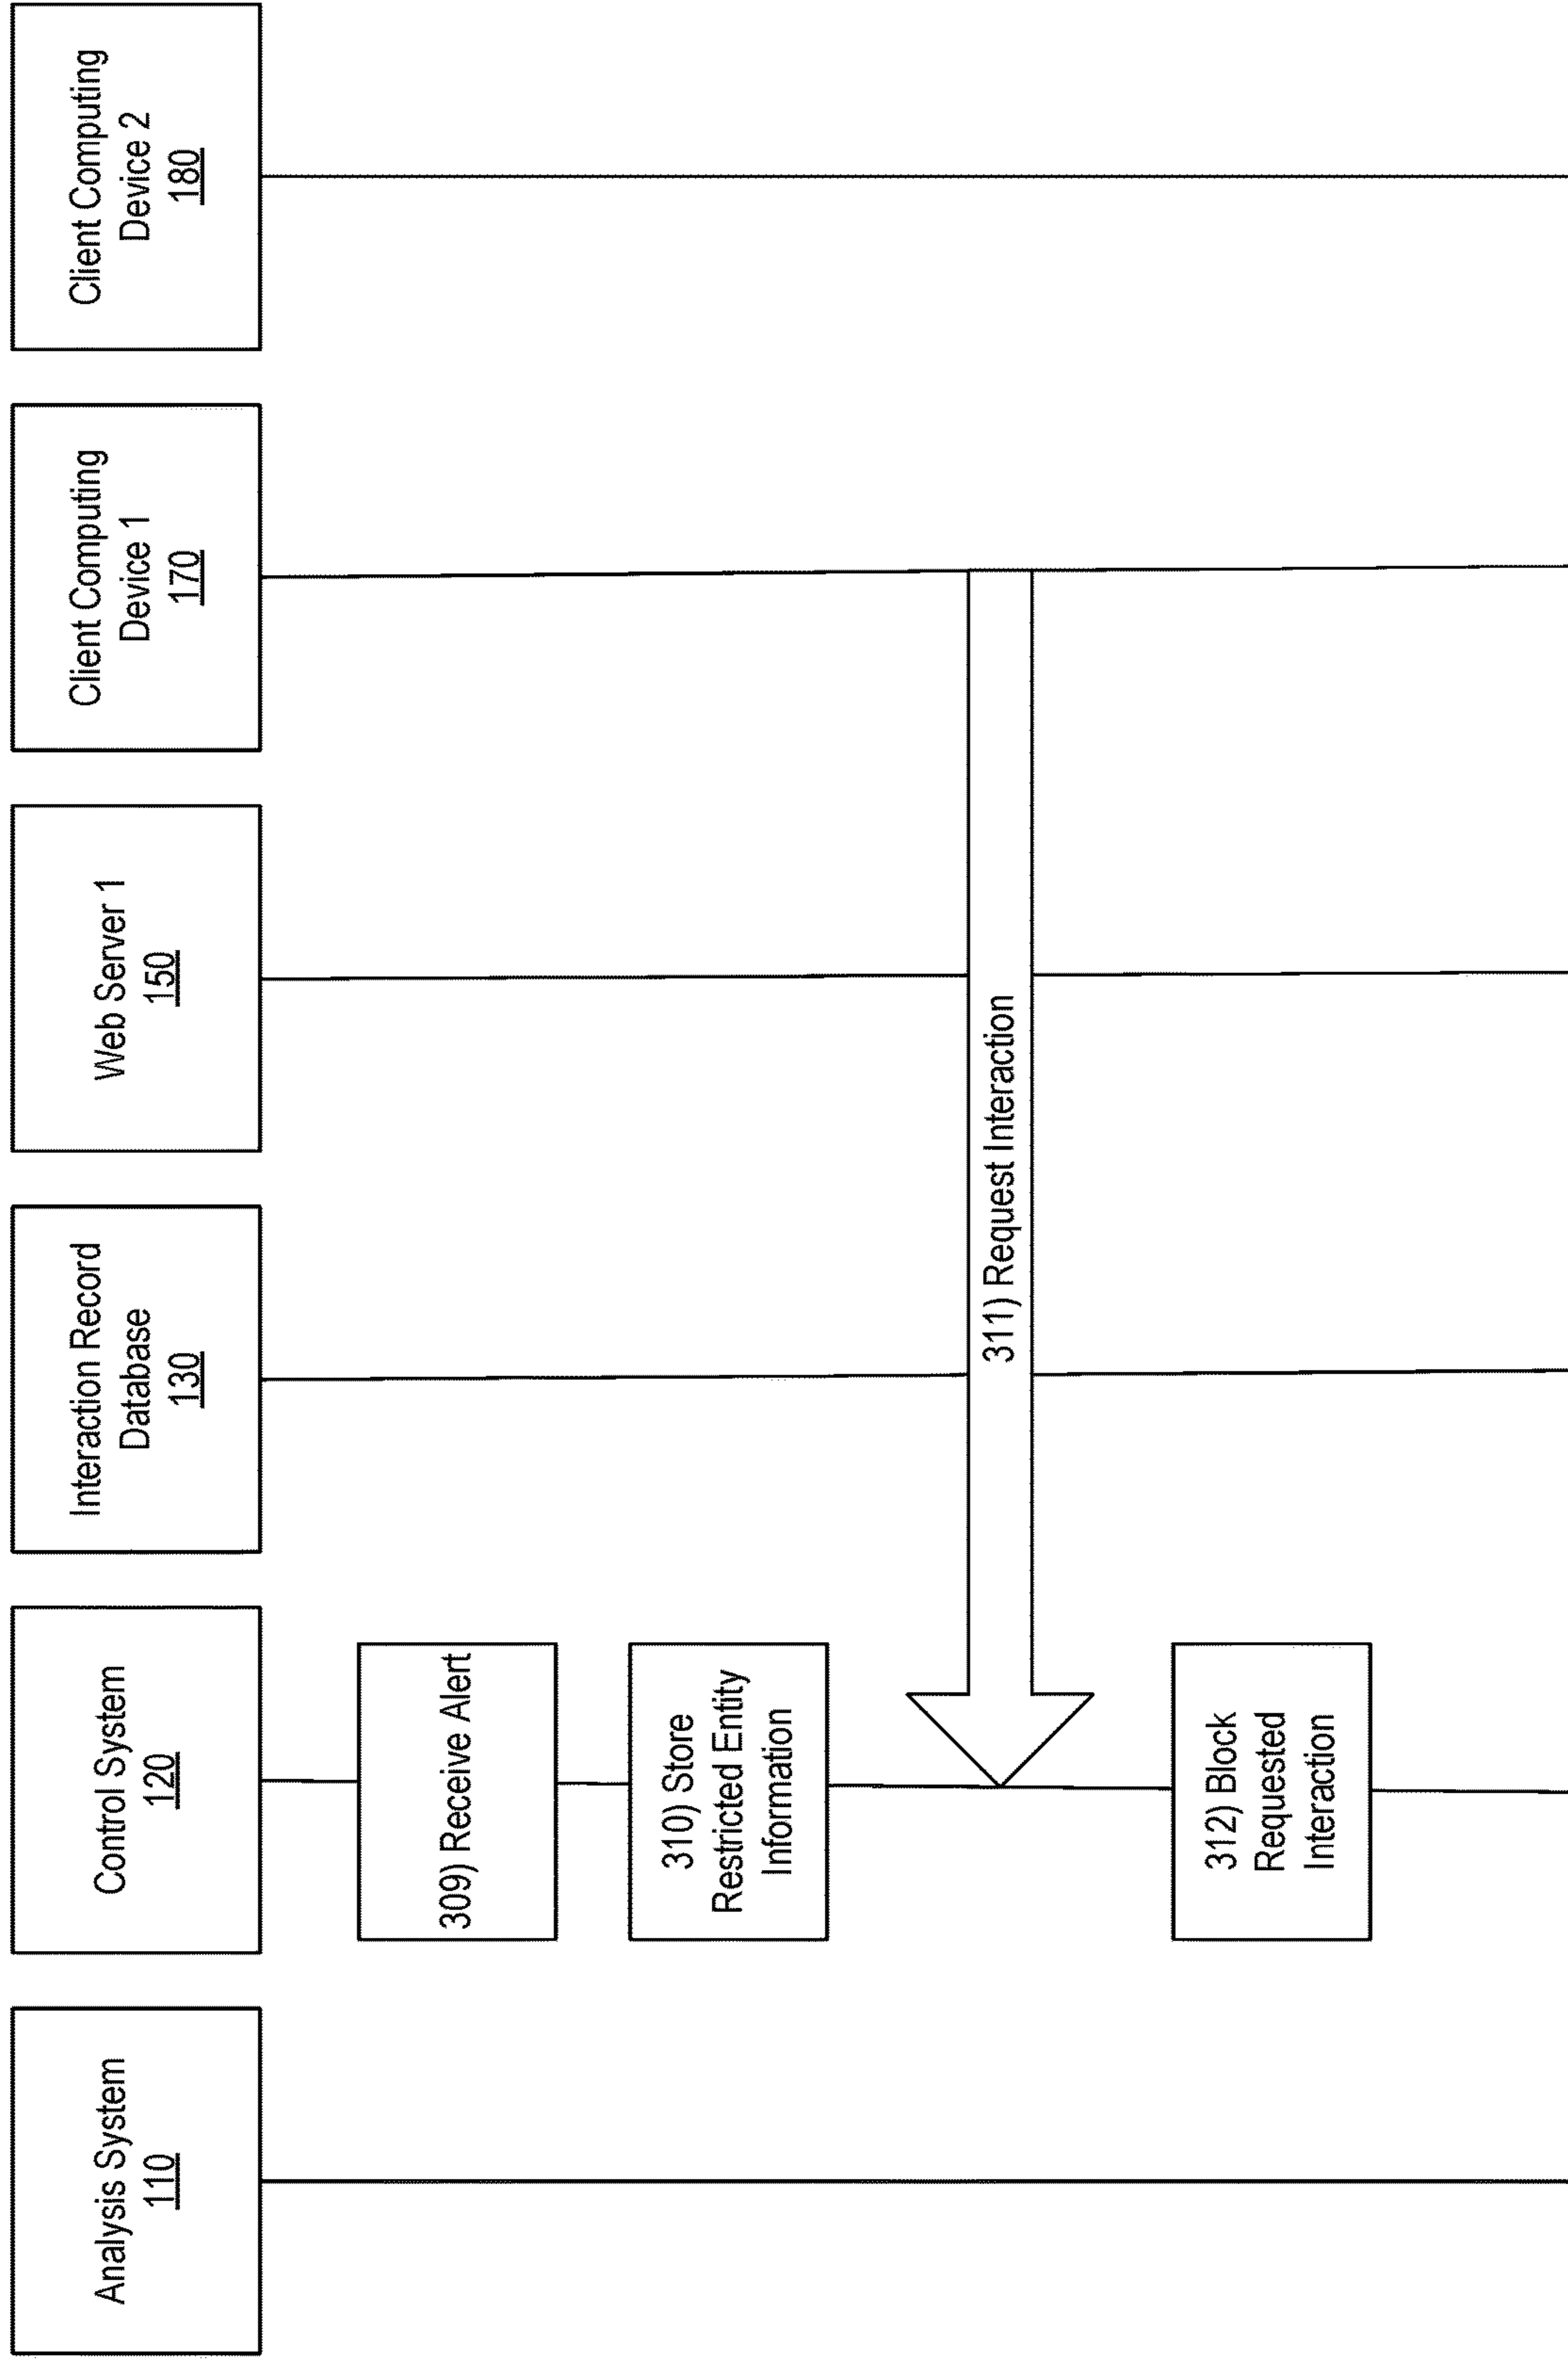 Analysis System
110
Control System
120
Interaction Record
Database
130
Web Server 1
150
Client Computing
Device 1
170
Client Computing
Device 2
180
309) Receive Alert
310) Store
Restricted Entity
Information
311) Request Interaction
312) Block
Requested
Interaction